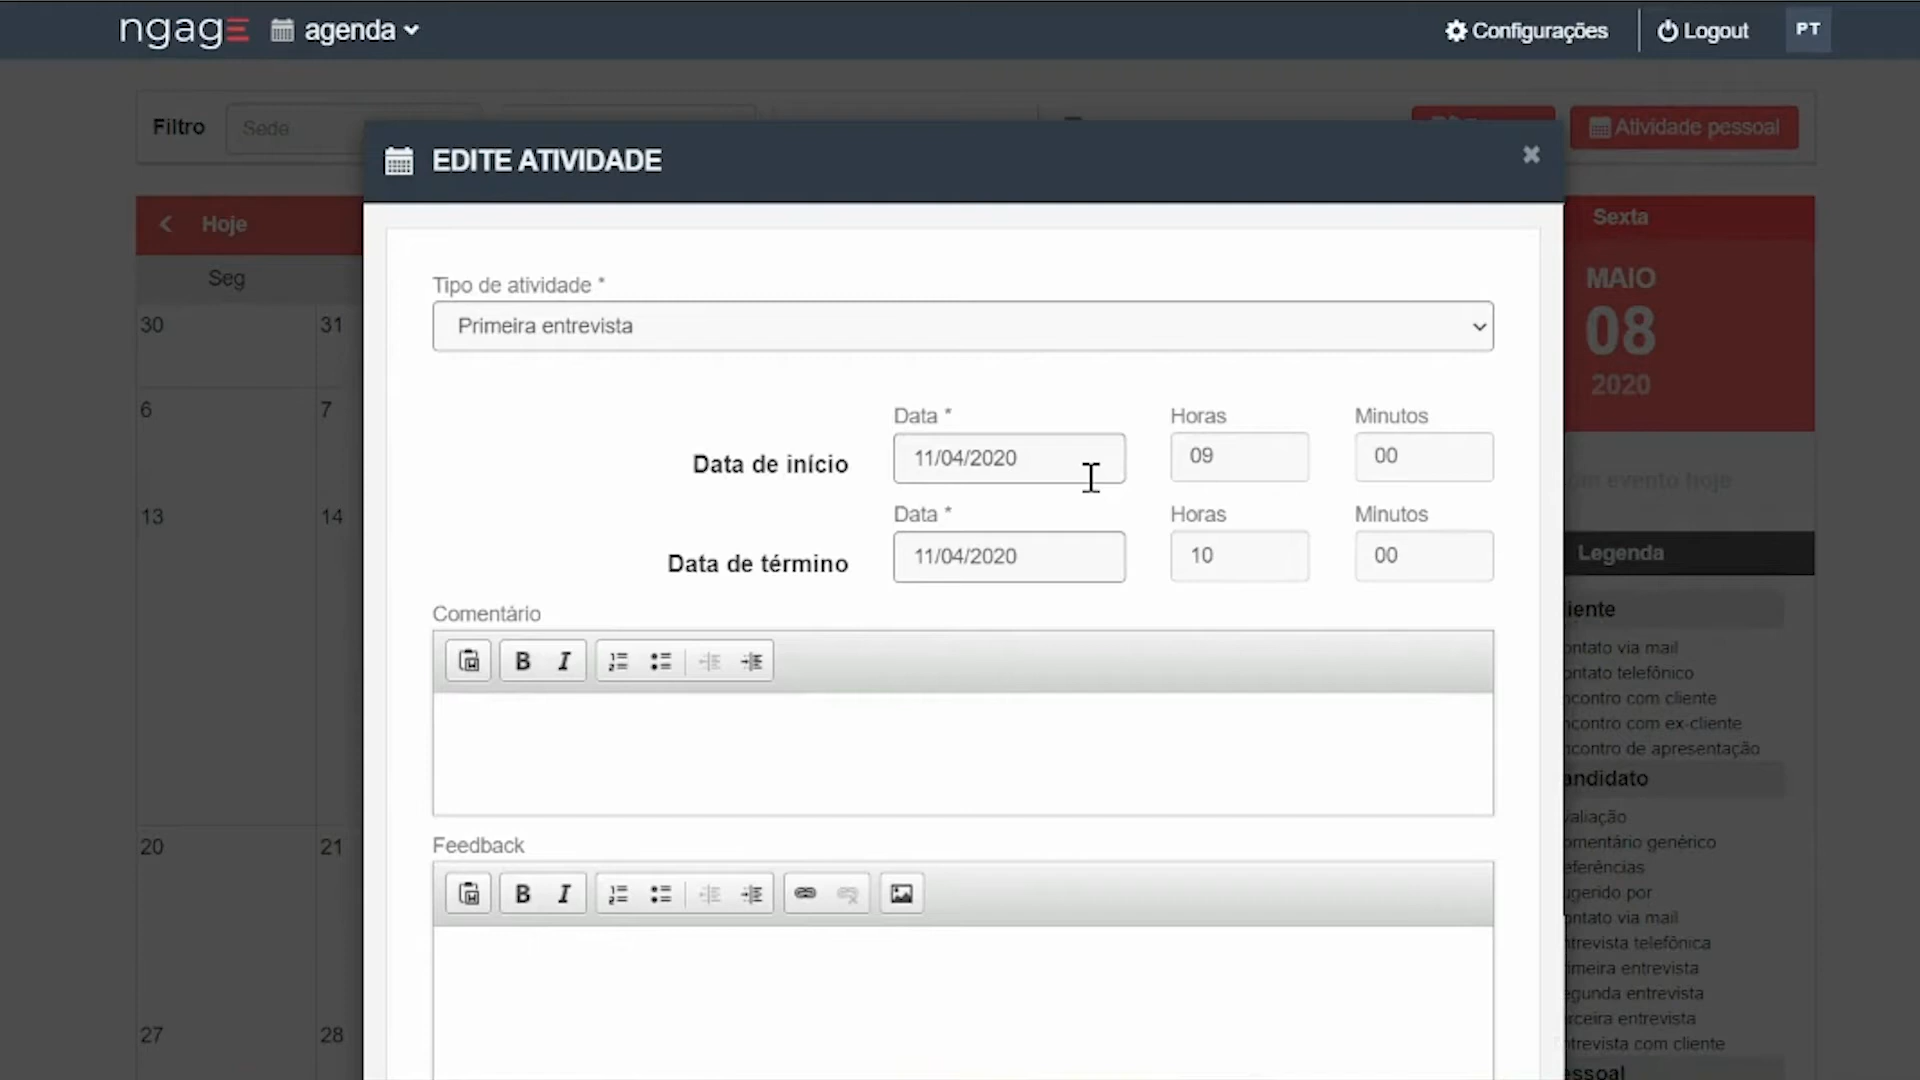 ngage agenda
Configurações
Logout
PT
Filtro
Sede
Atividade pessoal
EDITE ATIVIDADE
Hoje
Seg
30
31
6
7
13
14
20
21
27
28
Tipo de atividade *
Primeira entrevista
Data *
Horas
Minutos
Data de início
11/04/2020
09
00
Data *
Horas
Minutos
Data de término
11/04/2020
10
00
Comentário
B I
Feedback
B I
Sexta
MAIO
08
2020
evento hoje
Legenda
iente
ontato via mail
ontato telefônico
ncontro com cliente
ncontro com ex-cliente
ncontro de apresentação
andidato
valiação
omentário genérico
eferências
ugerido por
ontato via mail
ntrevista telefônica
imeira entrevista
egunda entrevista
rceira entrevista
ntrevista com cliente
essoal